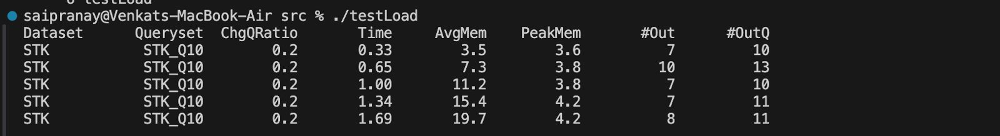 o testLoad
saipranay@Venkats-MacBook-Air src % ./testLoad
Dataset Queryset ChgQRatio Time AvgMem PeakMem #Out #OutQ
STK STK_Q10 0.2 0.33 3.5 3.6 7 10
STK STK_Q10 0.2 0.65 7.3 3.8 10 13
STK STK_Q10 0.2 1.00 11.2 3.8 7 10
STK STK_Q10 0.2 1.34 15.4 4.2 7 11
STK STK_Q10 0.2 1.69 19.7 4.2 8 11